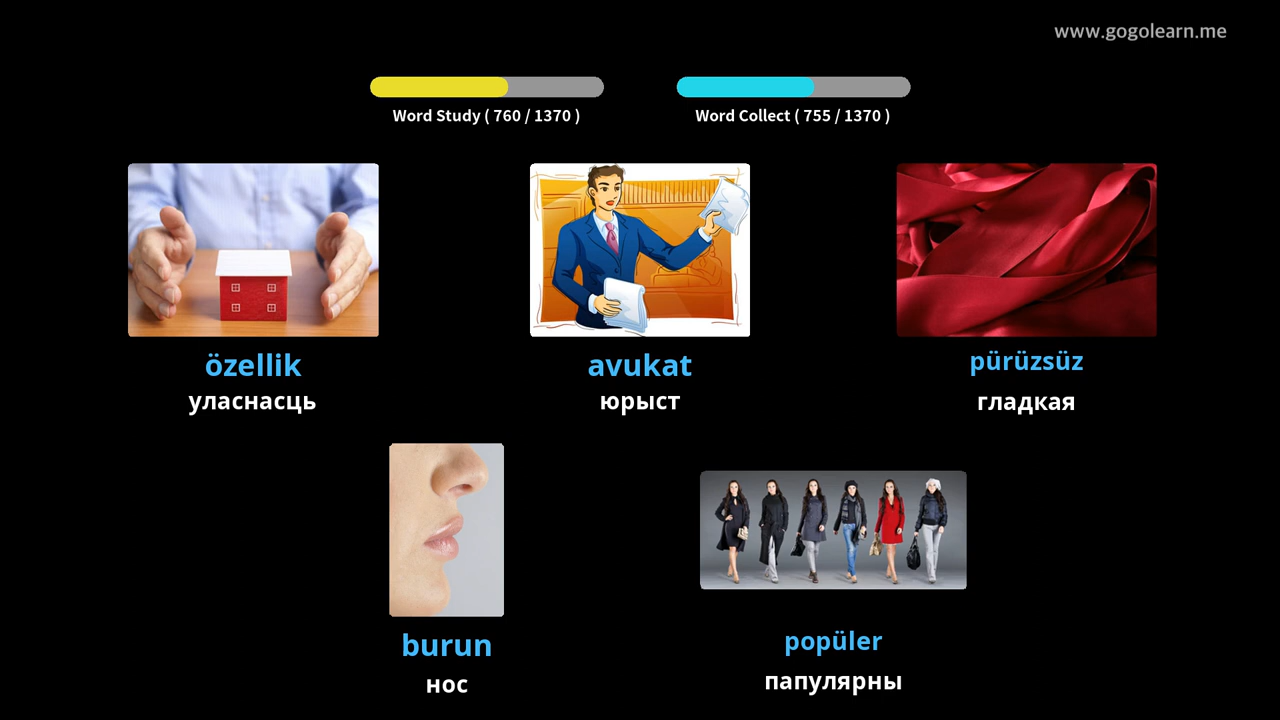 www.gogolearn.me
Word Study ( 760 / 1370 )
Word Collect ( 755 / 1370 )
özellik
уласнасць
avukat
юрыст
pürüzsüz
гладкая
burun
нос
popüler
папулярны